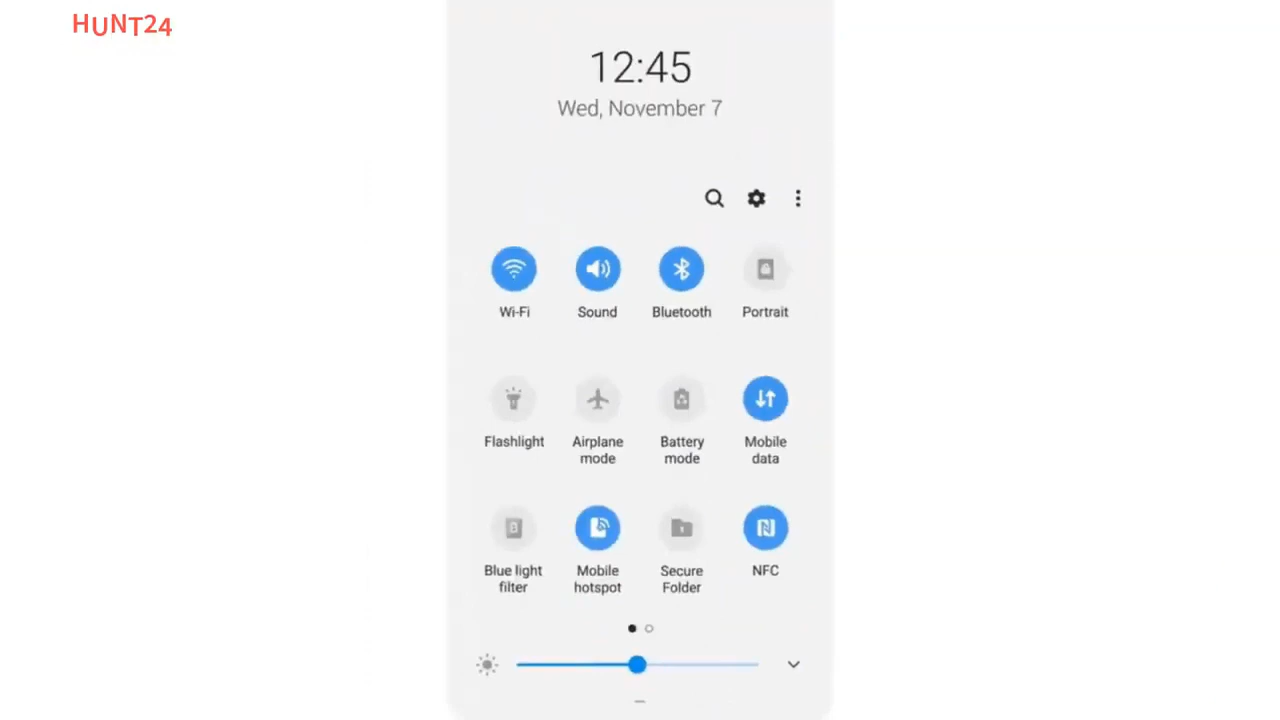 HUNT24
12:45
Wed, November 7
Wi-Fi
Sound
Bluetooth
Portrait
Flashlight
Airplane
mode
Battery
mode
Mobile
data
Blue light
filter
Mobile
hotspot
Secure
Folder
NFC